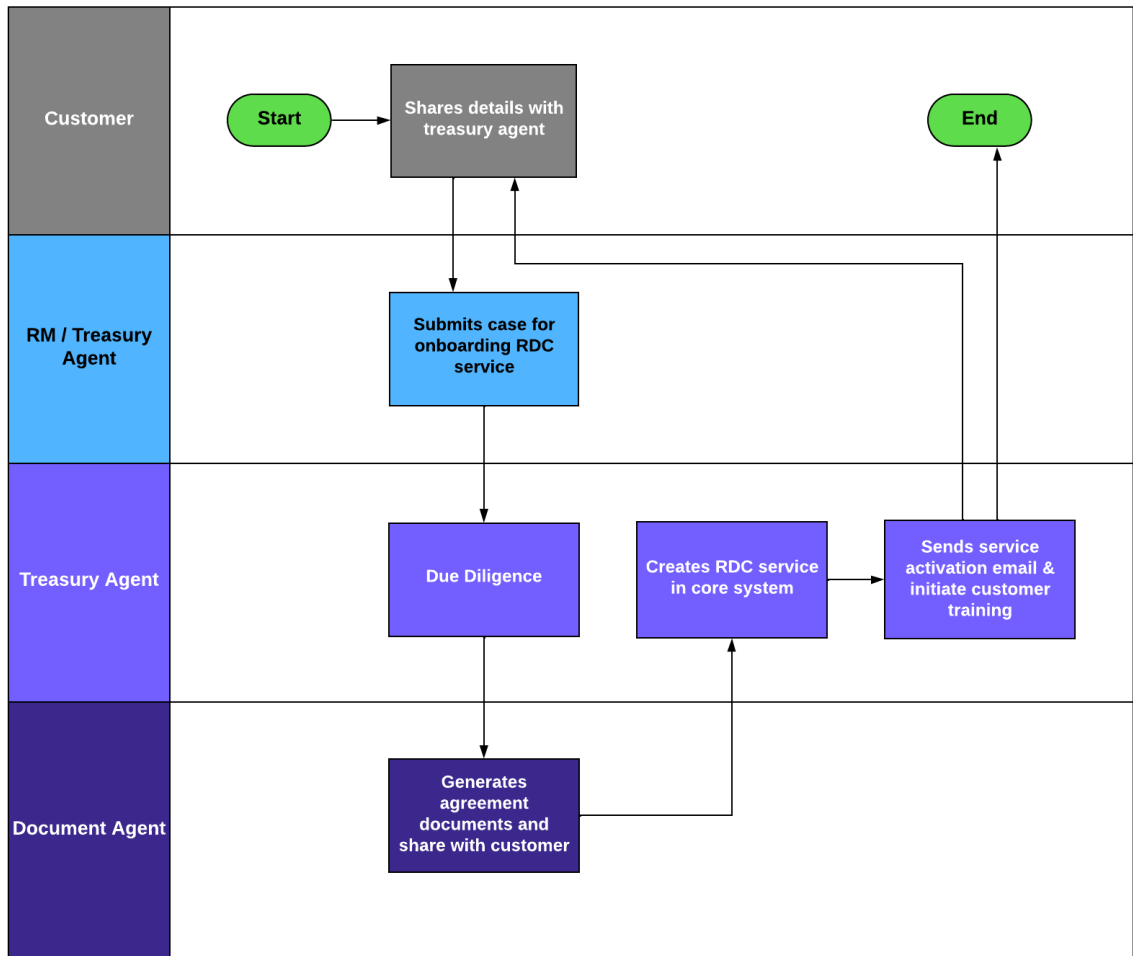 Customer
Start
Shares details with
treasury agent
End
RM / Treasury
Agent
Submits case for
onboarding RDC
service
Treasury Agent
Due Diligence
Creates RDC service
in core system
Sends service
activation email &
initiate customer
training
Document Agent
Generates
agreement
documents and
share with customer